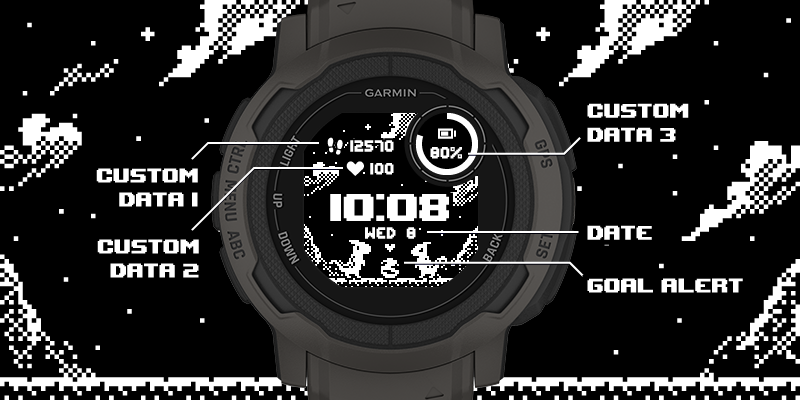 GARMIN
CTRL
LIGHT
GPS
12570
80%
100
MENU
UP
10:08
WED 8
ABC
DOWN
BACK
SET
CUSTOM
DATA 1
CUSTOM
DATA 2
CUSTOM
DATA 3
DATE
GOAL ALERT